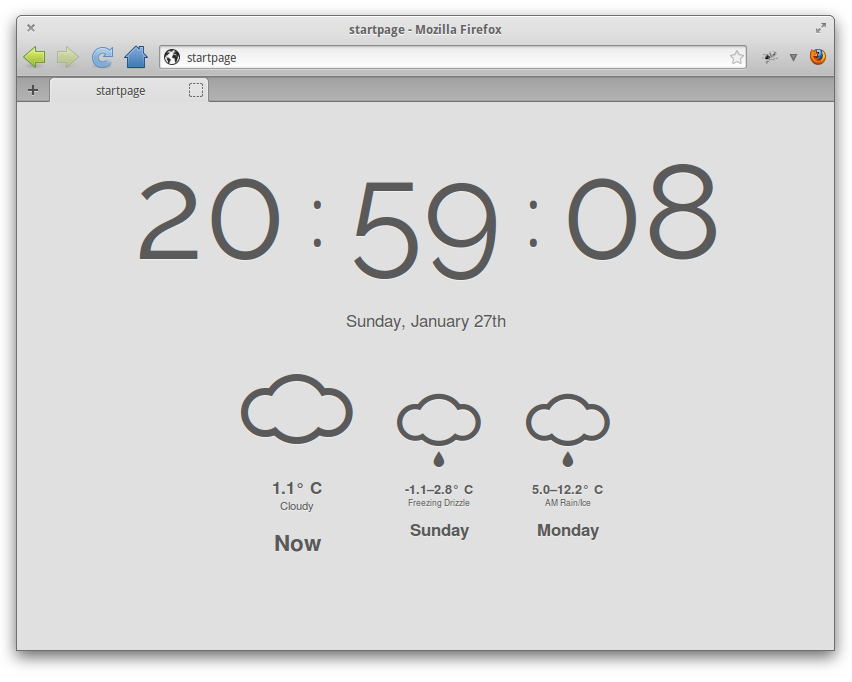 startpage - Mozilla Firefox
startpage
startpage
20 : 59 : 08
Sunday, January 27th
1.1° C
Cloudy
Now
-1.1–2.8° C
Freezing Drizzle
Sunday
5.0–12.2° C
AM Rain/Ice
Monday